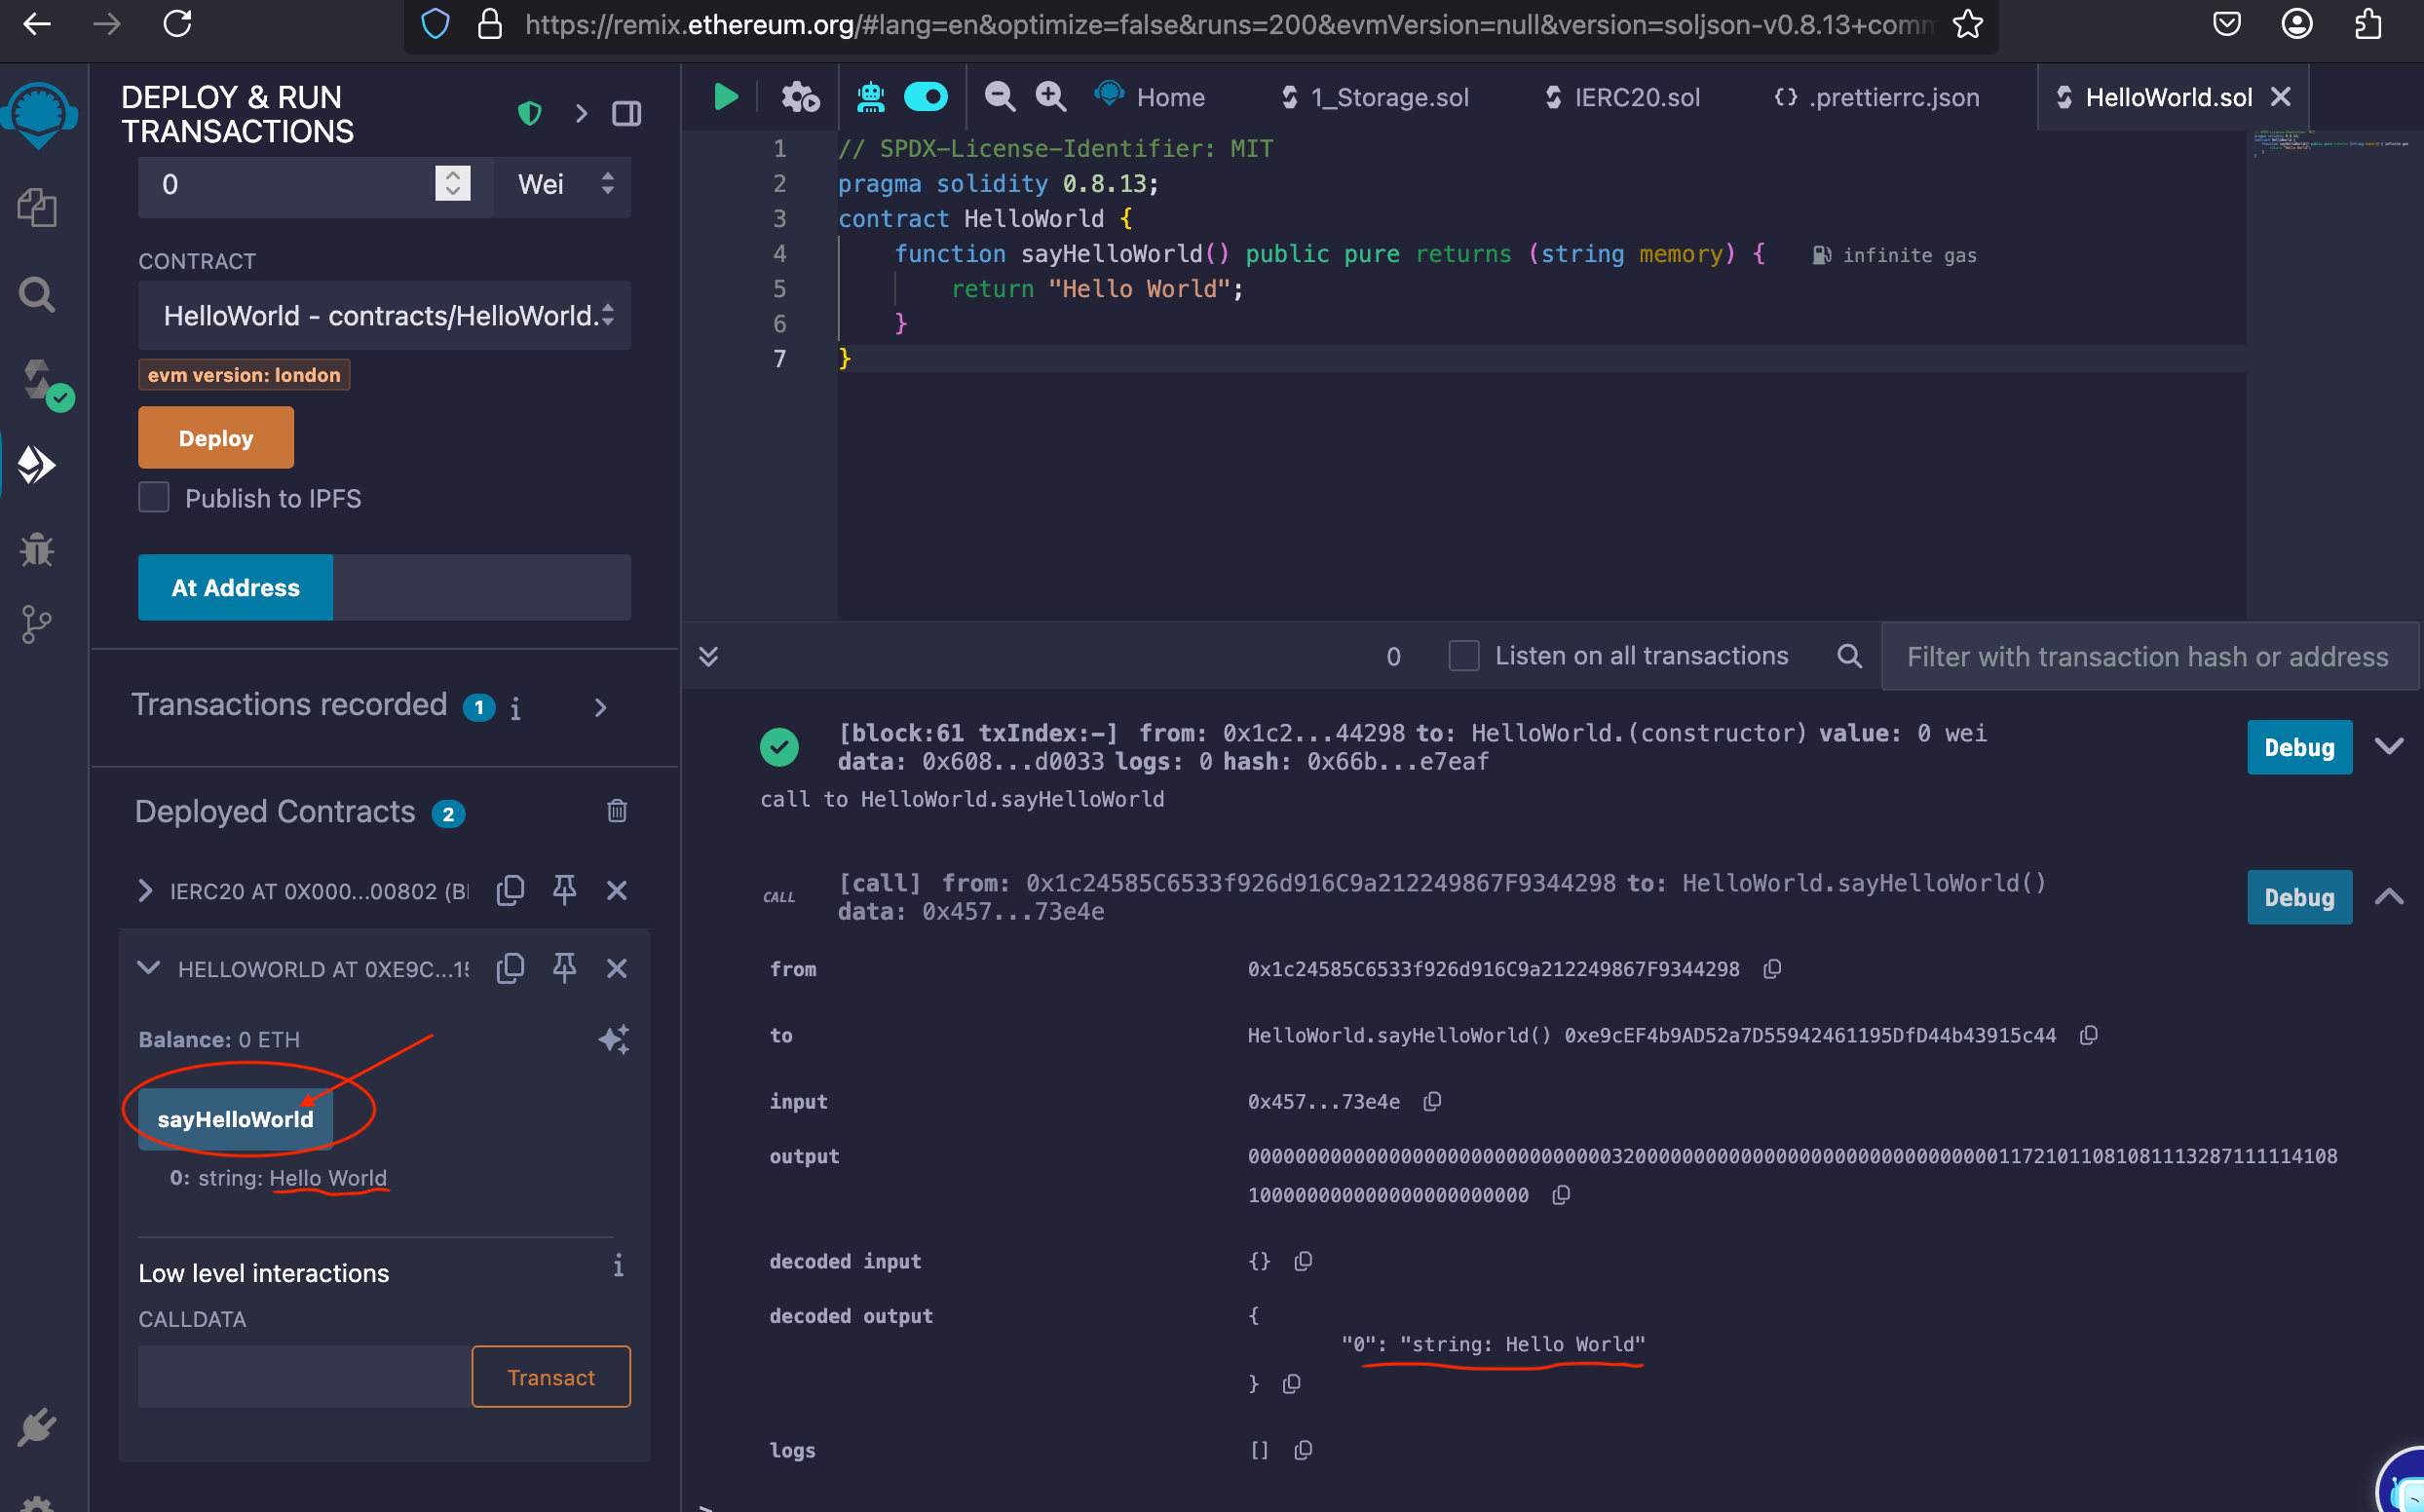 https://remix.ethereum.org/#lang=en&optimize=false&runs=200&evmVersion=null&version=soljson-v0.8.13+comm
DEPLOY & RUN
TRANSACTIONS
0
Wei
CONTRACT
HelloWorld - contracts/HelloWorld.
evm version: london
Deploy
Publish to IPFS
At Address
Transactions recorded 1 i
Deployed Contracts 2
IERC20 AT 0X000...00802 (Bl
HELLOWORLD AT 0XE9C...15
Balance: 0 ETH
sayHelloWorld
0: string: Hello World
Low level interactions
i
CALLDATA
Transact
Home
1_Storage.sol
IERC20.sol
{} .prettierrc.json
HelloWorld.sol
1 // SPDX-License-Identifier: MIT
2 pragma solidity 0.8.13;
3 contract HelloWorld {
4 function sayHelloWorld() public pure returns (string memory) { infinite gas
5 return "Hello World";
6 }
7 }
0
Listen on all transactions
Filter with transaction hash or address
[block:61 txIndex:-] from: 0x1c2...44298 to: HelloWorld.(constructor) value: 0 wei
data: 0x608...d0033 logs: 0 hash: 0x66b...e7eaf
Debug
call to HelloWorld.sayHelloWorld
CALL
[call] from: 0x1c24585C6533f926d916C9a212249867F9344298 to: HelloWorld.sayHelloWorld()
data: 0x457...73e4e
Debug
from 0x1c24585C6533f926d916C9a212249867F9344298
to HelloWorld.sayHelloWorld() 0xe9cEF4b9AD52a7D55942461195DfD44b43915c44
input 0x457...73e4e
output
decoded input {}
decoded output {
"0": "string: Hello World"
}
logs []
>